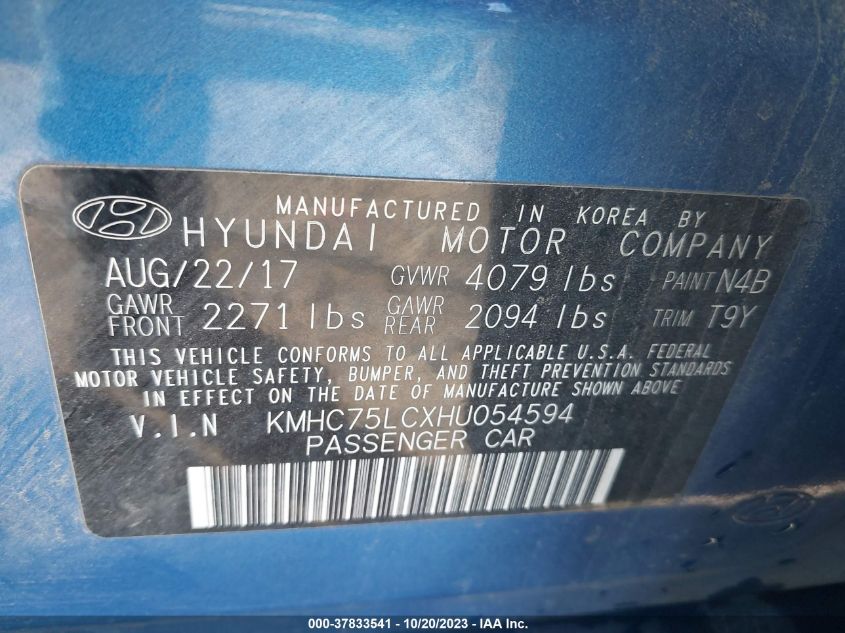 MANUFACTURED IN KOREA BY
HYUNDAI MOTOR COMPANY
AUG/22/17 GVWR 4079 lbs PAINT N4B
GAWR FRONT 2271 lbs GAWR REAR 2094 lbs TRIM T9Y
THIS VEHICLE CONFORMS TO ALL APPLICABLE U.S.A. FEDERAL
MOTOR VEHICLE SAFETY, BUMPER, AND THEFT PREVENTION STANDARDS
IN EFFECT ON THE DATE OF MANUFACTURE SHOWN ABOVE
V.I.N KMHC75LCXHU054594
PASSENGER CAR
000-37833541 - 10/20/2023 - IAA Inc.